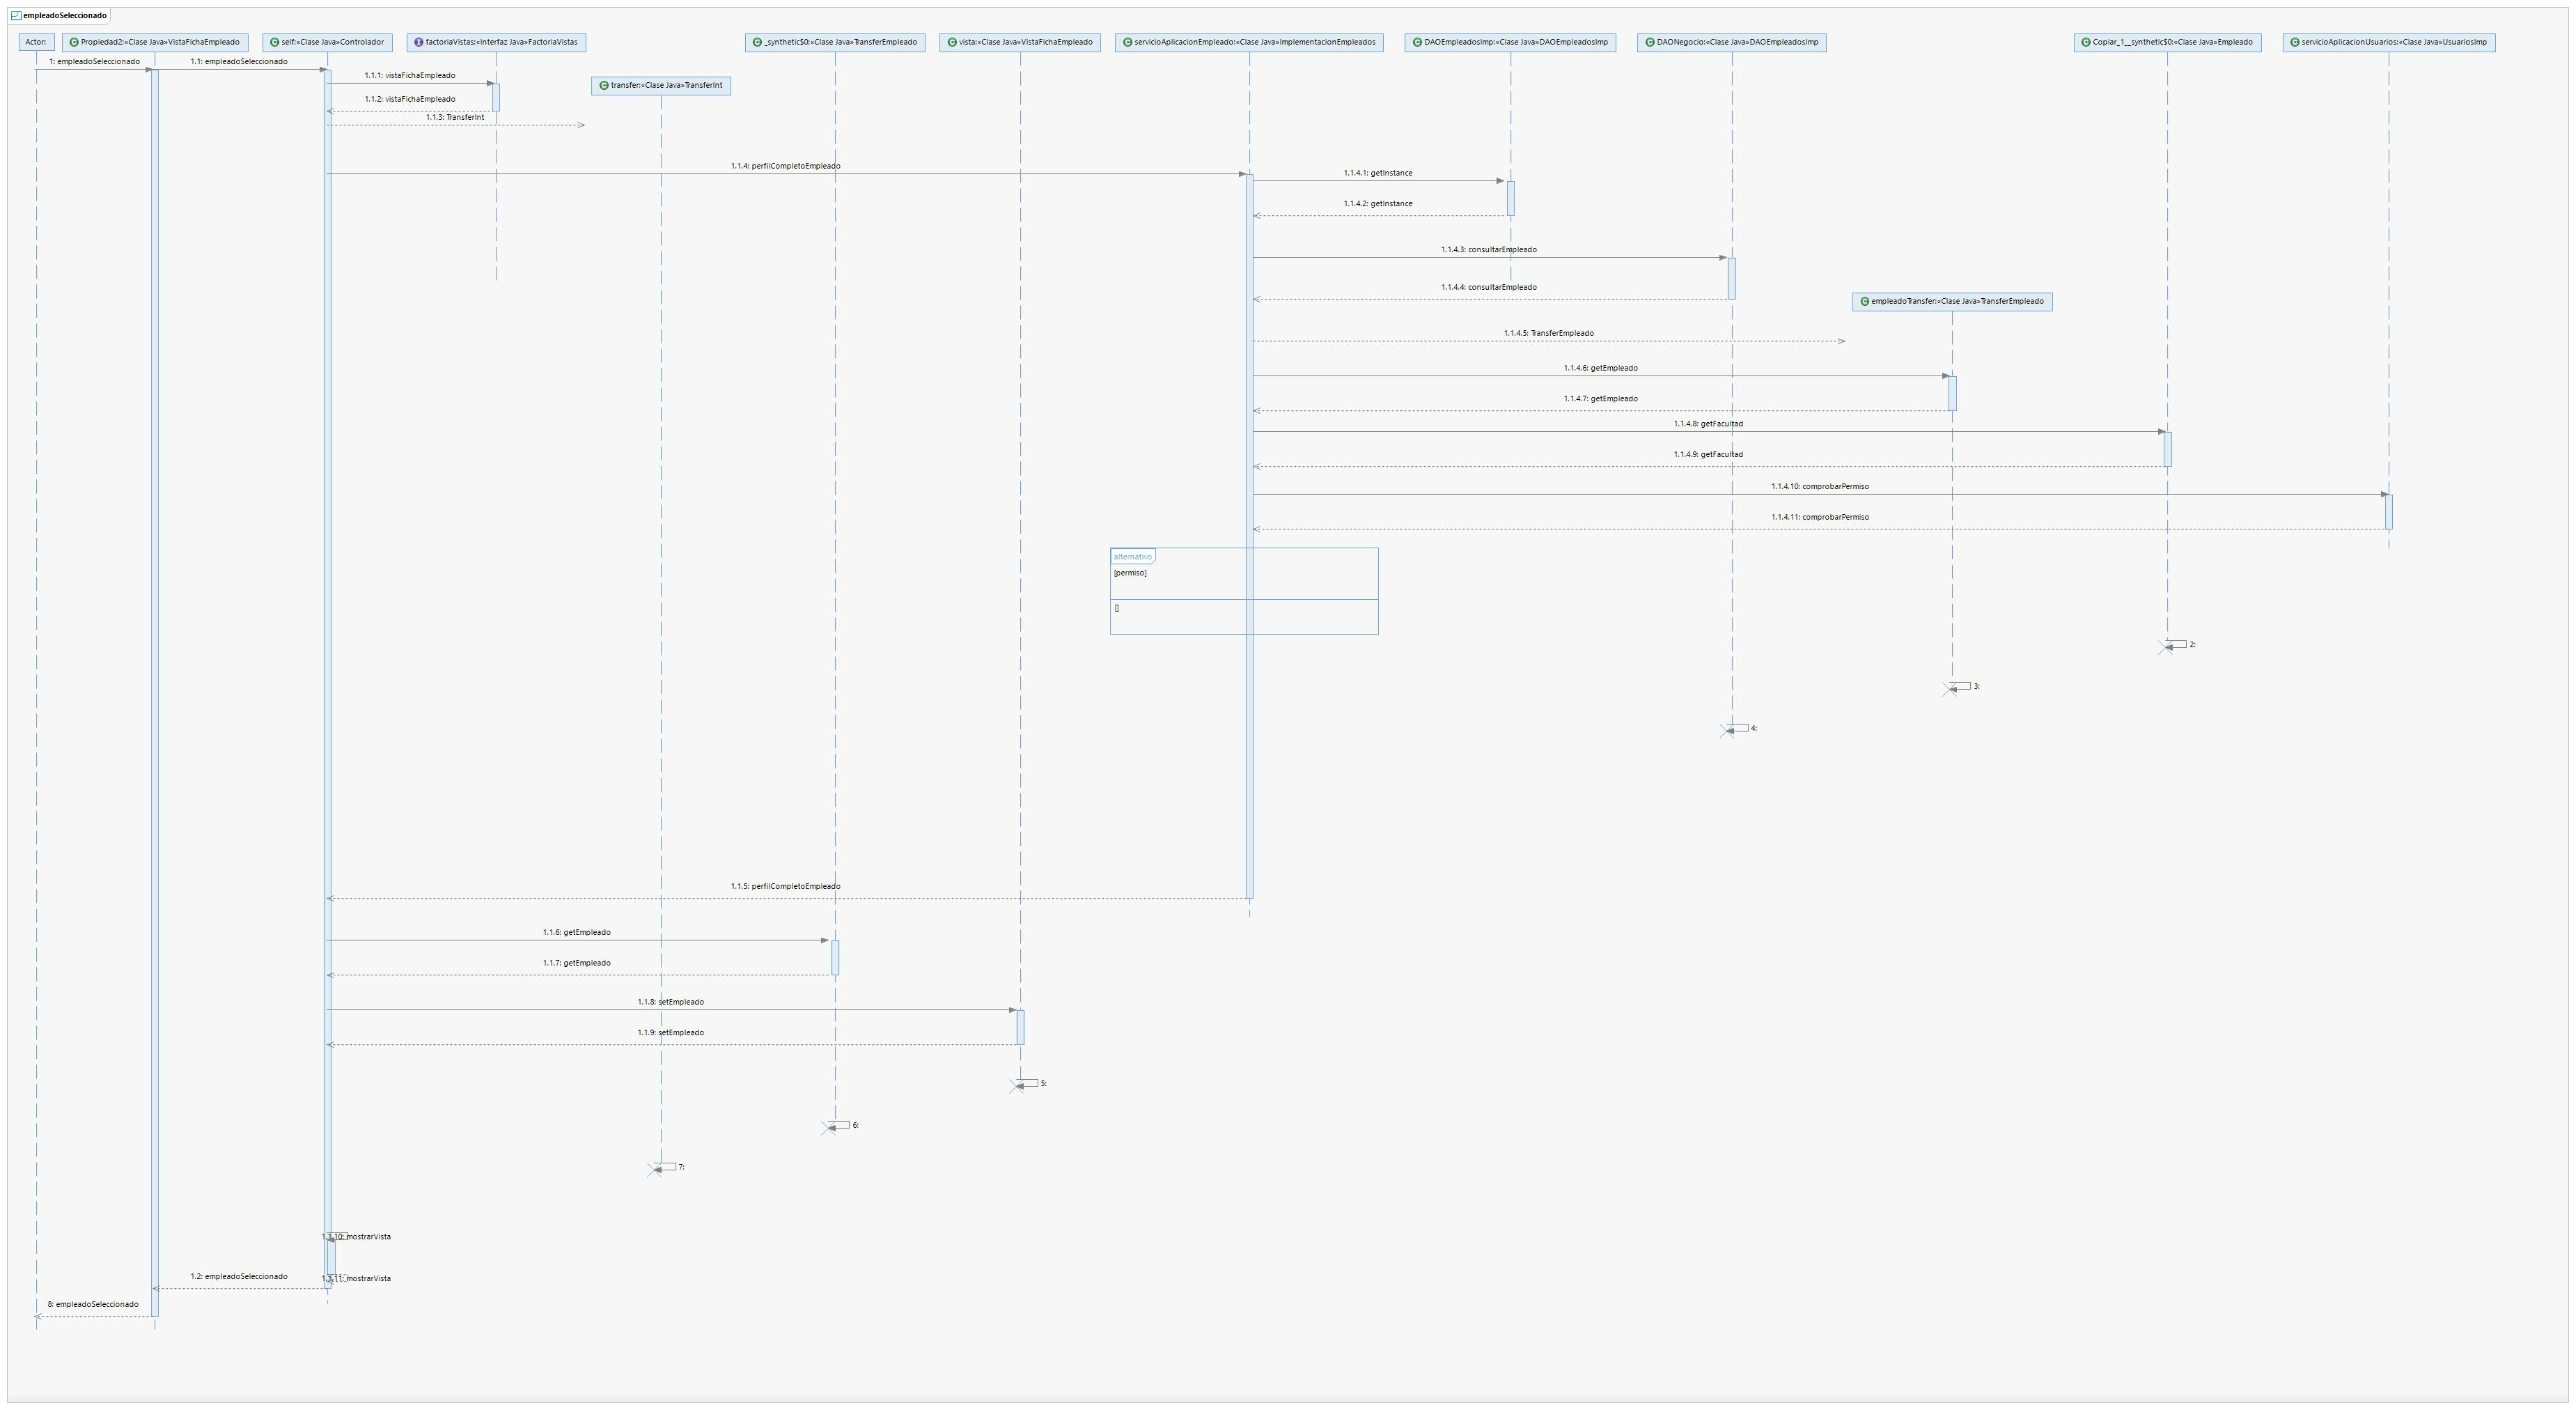 empleadoSeleccionado
Actor:
Propiedad2:«Clase Java»VistaFichaEmpleado
self:«Clase Java»Controlador
factoriaVistas:«Interfaz Java»FactoriaVistas
_synthetic$0:«Clase Java»TransferEmpleado
vista:«Clase Java»VistaFichaEmpleado
servicioAplicacionEmpleado:«Clase Java»ImplementacionEmpleados
DAOEmpleadosImp:«Clase Java»DAOEmpleadosImp
DAONegocio:«Clase Java»DAOEmpleadosImp
Copiar_1__synthetic$0:«Clase Java»Empleado
servicioAplicacionUsuarios:«Clase Java»UsuariosImp
1: empleadoSeleccionado
1.1: empleadoSeleccionado
1.1.1: vistaFichaEmpleado
transfer:«Clase Java»TransferInt
1.1.2: vistaFichaEmpleado
1.1.3: TransferInt
1.1.4: perfilCompletoEmpleado
1.1.4.1: getInstance
1.1.4.2: getInstance
1.1.4.3: consultarEmpleado
1.1.4.4: consultarEmpleado
empleadoTransfer:«Clase Java»TransferEmpleado
1.1.4.5: TransferEmpleado
1.1.4.6: getEmpleado
1.1.4.7: getEmpleado
1.1.4.8: getFacultad
1.1.4.9: getFacultad
1.1.4.10: comprobarPermiso
1.1.4.11: comprobarPermiso
alternativo
[permiso]
[]
2:
3:
4:
1.1.5: perfilCompletoEmpleado
1.1.6: getEmpleado
1.1.7: getEmpleado
1.1.8: setEmpleado
1.1.9: setEmpleado
5:
6:
7:
1.1.10: mostrarVista
1.2: empleadoSeleccionado
1.1.11: mostrarVista
8: empleadoSeleccionado